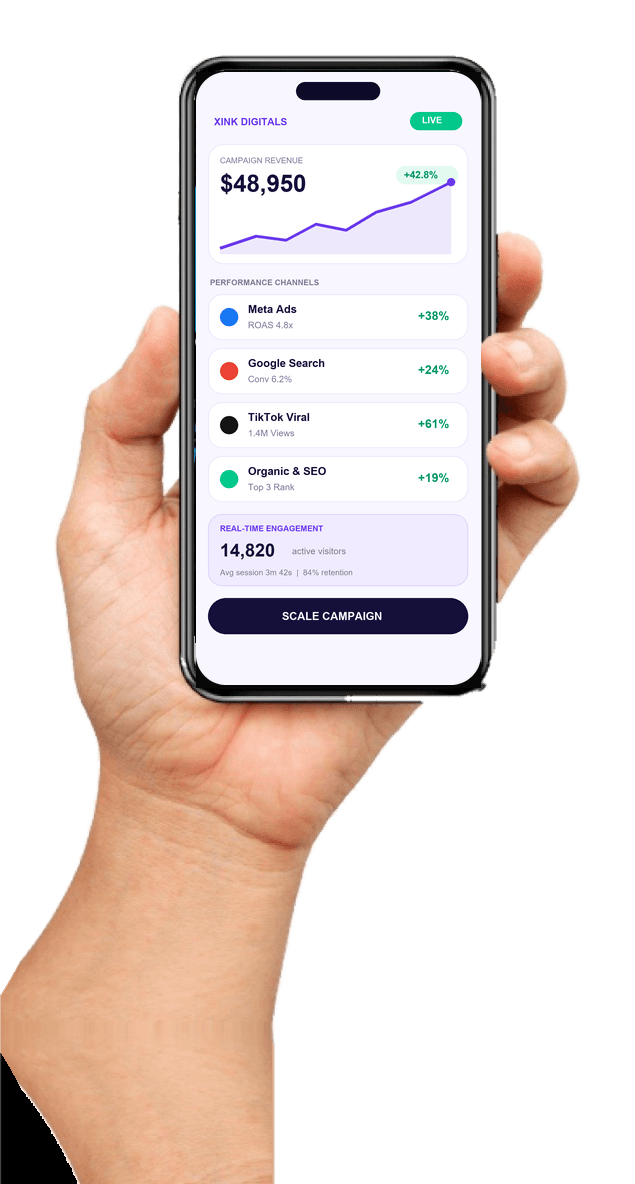 XINK DIGITALS
LIVE
CAMPAIGN REVENUE
+42.8%
$48,950
PERFORMANCE CHANNELS
Meta Ads
ROAS 4.8x
+38%
Google Search
Conv 6.2%
+24%
TikTok Viral
1.4M Views
+61%
Organic & SEO
Top 3 Rank
+19%
REAL-TIME ENGAGEMENT
14,820 active visitors
Avg session 3m 42s | 84% retention
SCALE CAMPAIGN